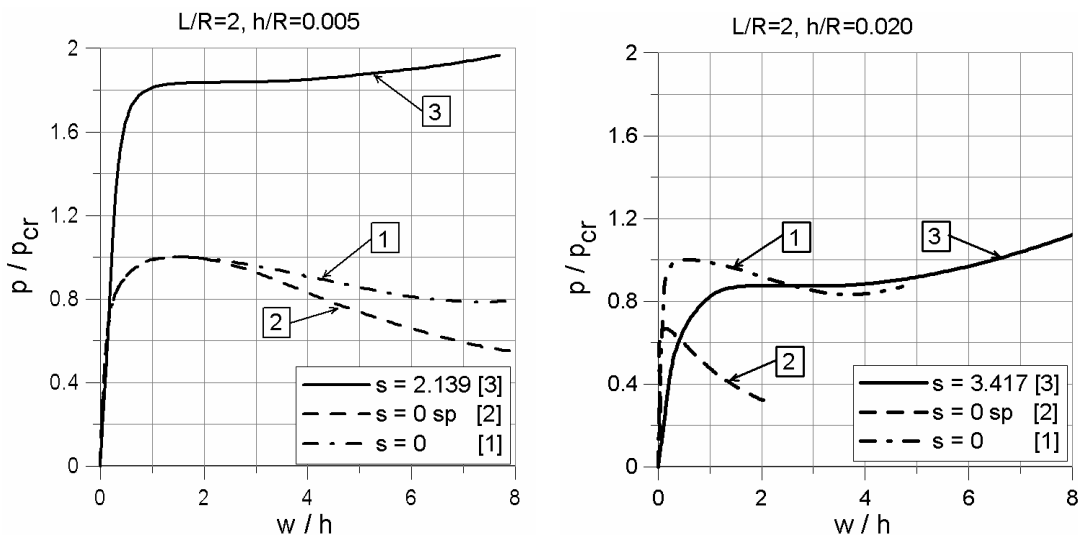 L/R=2, h/R=0.005
2
1.6
1.2
0.8
0.4
0
p / p_cr
0
2
4
6
8
w / h
3
1
2
s = 2.139 [3]
s = 0 sp [2]
s = 0 [1]
L/R=2, h/R=0.020
2
1.6
1.2
0.8
0.4
0
p / p_cr
0
2
4
6
8
w / h
1
3
2
s = 3.417 [3]
s = 0 sp [2]
s = 0 [1]